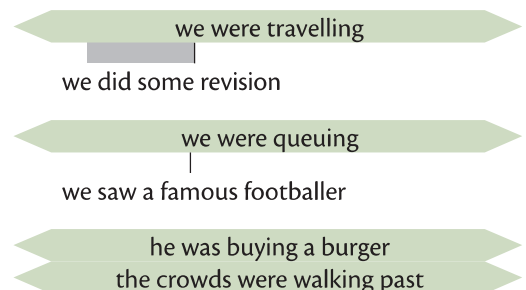 we were travelling
we did some revision
we were queuing
we saw a famous footballer
he was buying a burger
the crowds were walking past